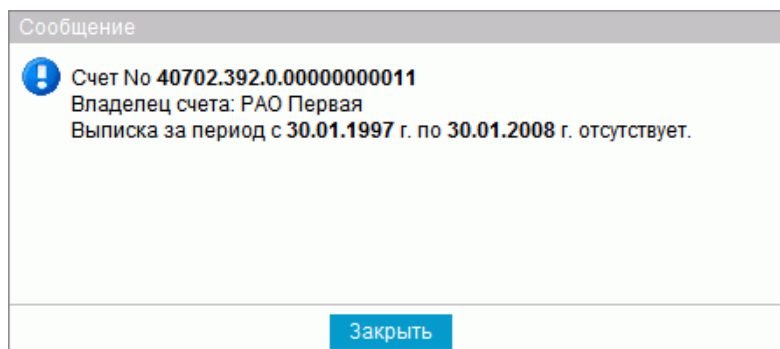 Сообщение
Счет No 40702.392.0.00000000011
Владелец счета: РАО Первая
Выписка за период с 30.01.1997 г. по 30.01.2008 г. отсутствует.
Закрыть